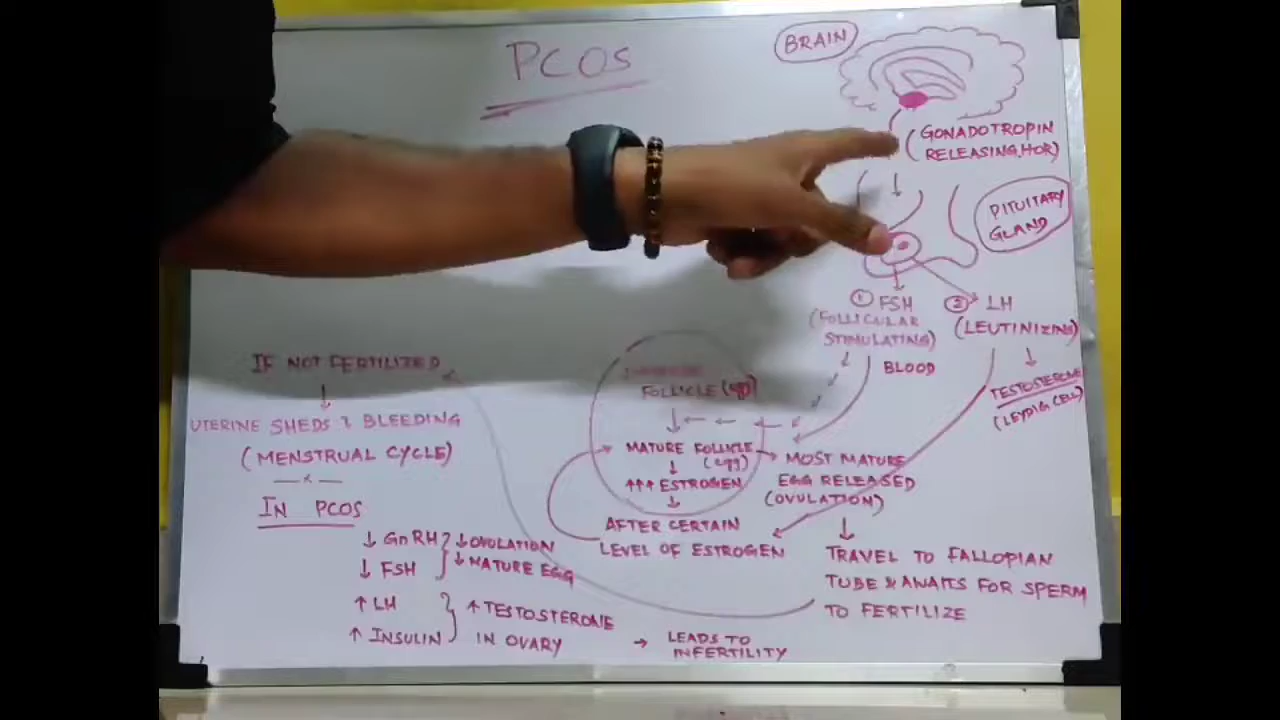 PCOS
BRAIN
(GONADOTROPIN
RELEASING HOR)
PITUITARY
GLAND
① FSH
(FOLLICULAR
STIMULATING)
② LH
(LEUTINIZING)
BLOOD
TESTOSTERONE
(LEYDIG CELL)
FOLLICLE (egg)
MATURE FOLLICLE
(egg)
↑↑↑ ESTROGEN
AFTER CERTAIN
LEVEL OF ESTROGEN
MOST MATURE
EGG RELEASED
(OVULATION)
TRAVEL TO FALLOPIAN
TUBE & AWAITS FOR SPERM
TO FERTILIZE
IF NOT FERTILIZED
UTERINE SHEDS & BLEEDING
(MENSTRUAL CYCLE)
IN PCOS
↓ GnRH
↓ FSH
↓ OVULATION
↓ MATURE EGG
↑ LH
↑ INSULIN
↑ TESTOSTERONE
IN OVARY
→ LEADS TO
INFERTILITY